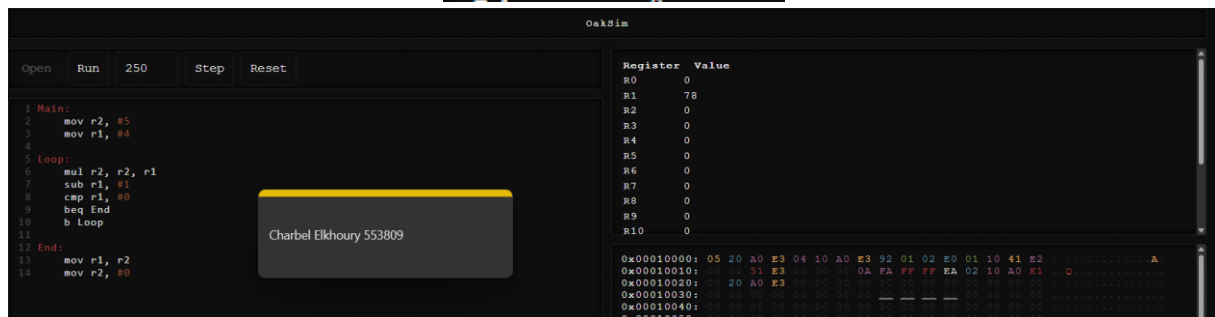 OakSim
Open Run 250 Step Reset
1 Main:
2 mov r2, #5
3 mov r1, #4
4
5 Loop:
6 mul r2, r2, r1
7 sub r1, #1
8 cmp r1, #0
9 beq End
10 b Loop
11
12 End:
13 mov r1, r2
14 mov r2, #0
Charbel Elkhoury 553809
Register Value
R0 0
R1 78
R2 0
R3 0
R4 0
R5 0
R6 0
R7 0
R8 0
R9 0
R10 0
0x00010000: 05 20 A0 E3 04 10 A0 E3 92 01 02 E0 01 10 41 E2 . .............A.
0x00010010: 00 00 51 E3 00 00 00 0A FA FF FF EA 02 10 A0 E1 ..Q.............
0x00010020: 00 20 A0 E3 00 00 00 00 00 00 00 00 00 00 00 00 . ..............
0x00010030: 00 00 00 00 00 00 00 00 00 00 00 00 00 00 00 00 ................
0x00010040: 00 00 00 00 00 00 00 00 00 00 00 00 00 00 00 00 ................